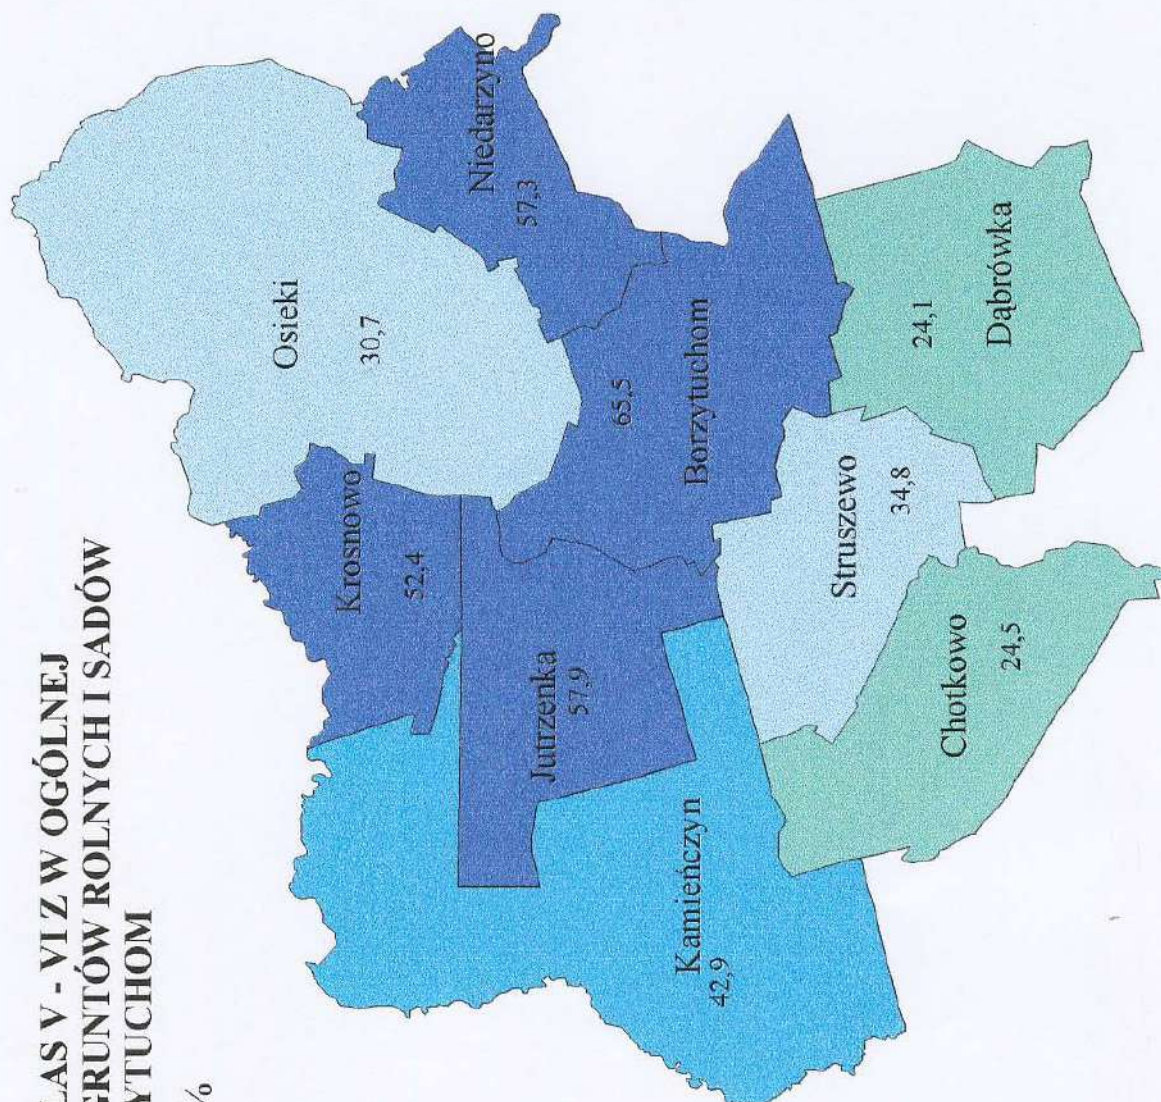 LAS V - VI Z W OGÓLNEJ
GRUNTÓW ROLNYCH I SADÓW
YTUCHOM
%
Osieki
30,7
Krosnowo
52,4
Niedarzyno
57,3
Jutrzenka
57,9
65,5
Borzytuchom
Kamieńczyn
42,9
Struszewo
34,8
24,1
Dąbrówka
Chotkowo
24,5